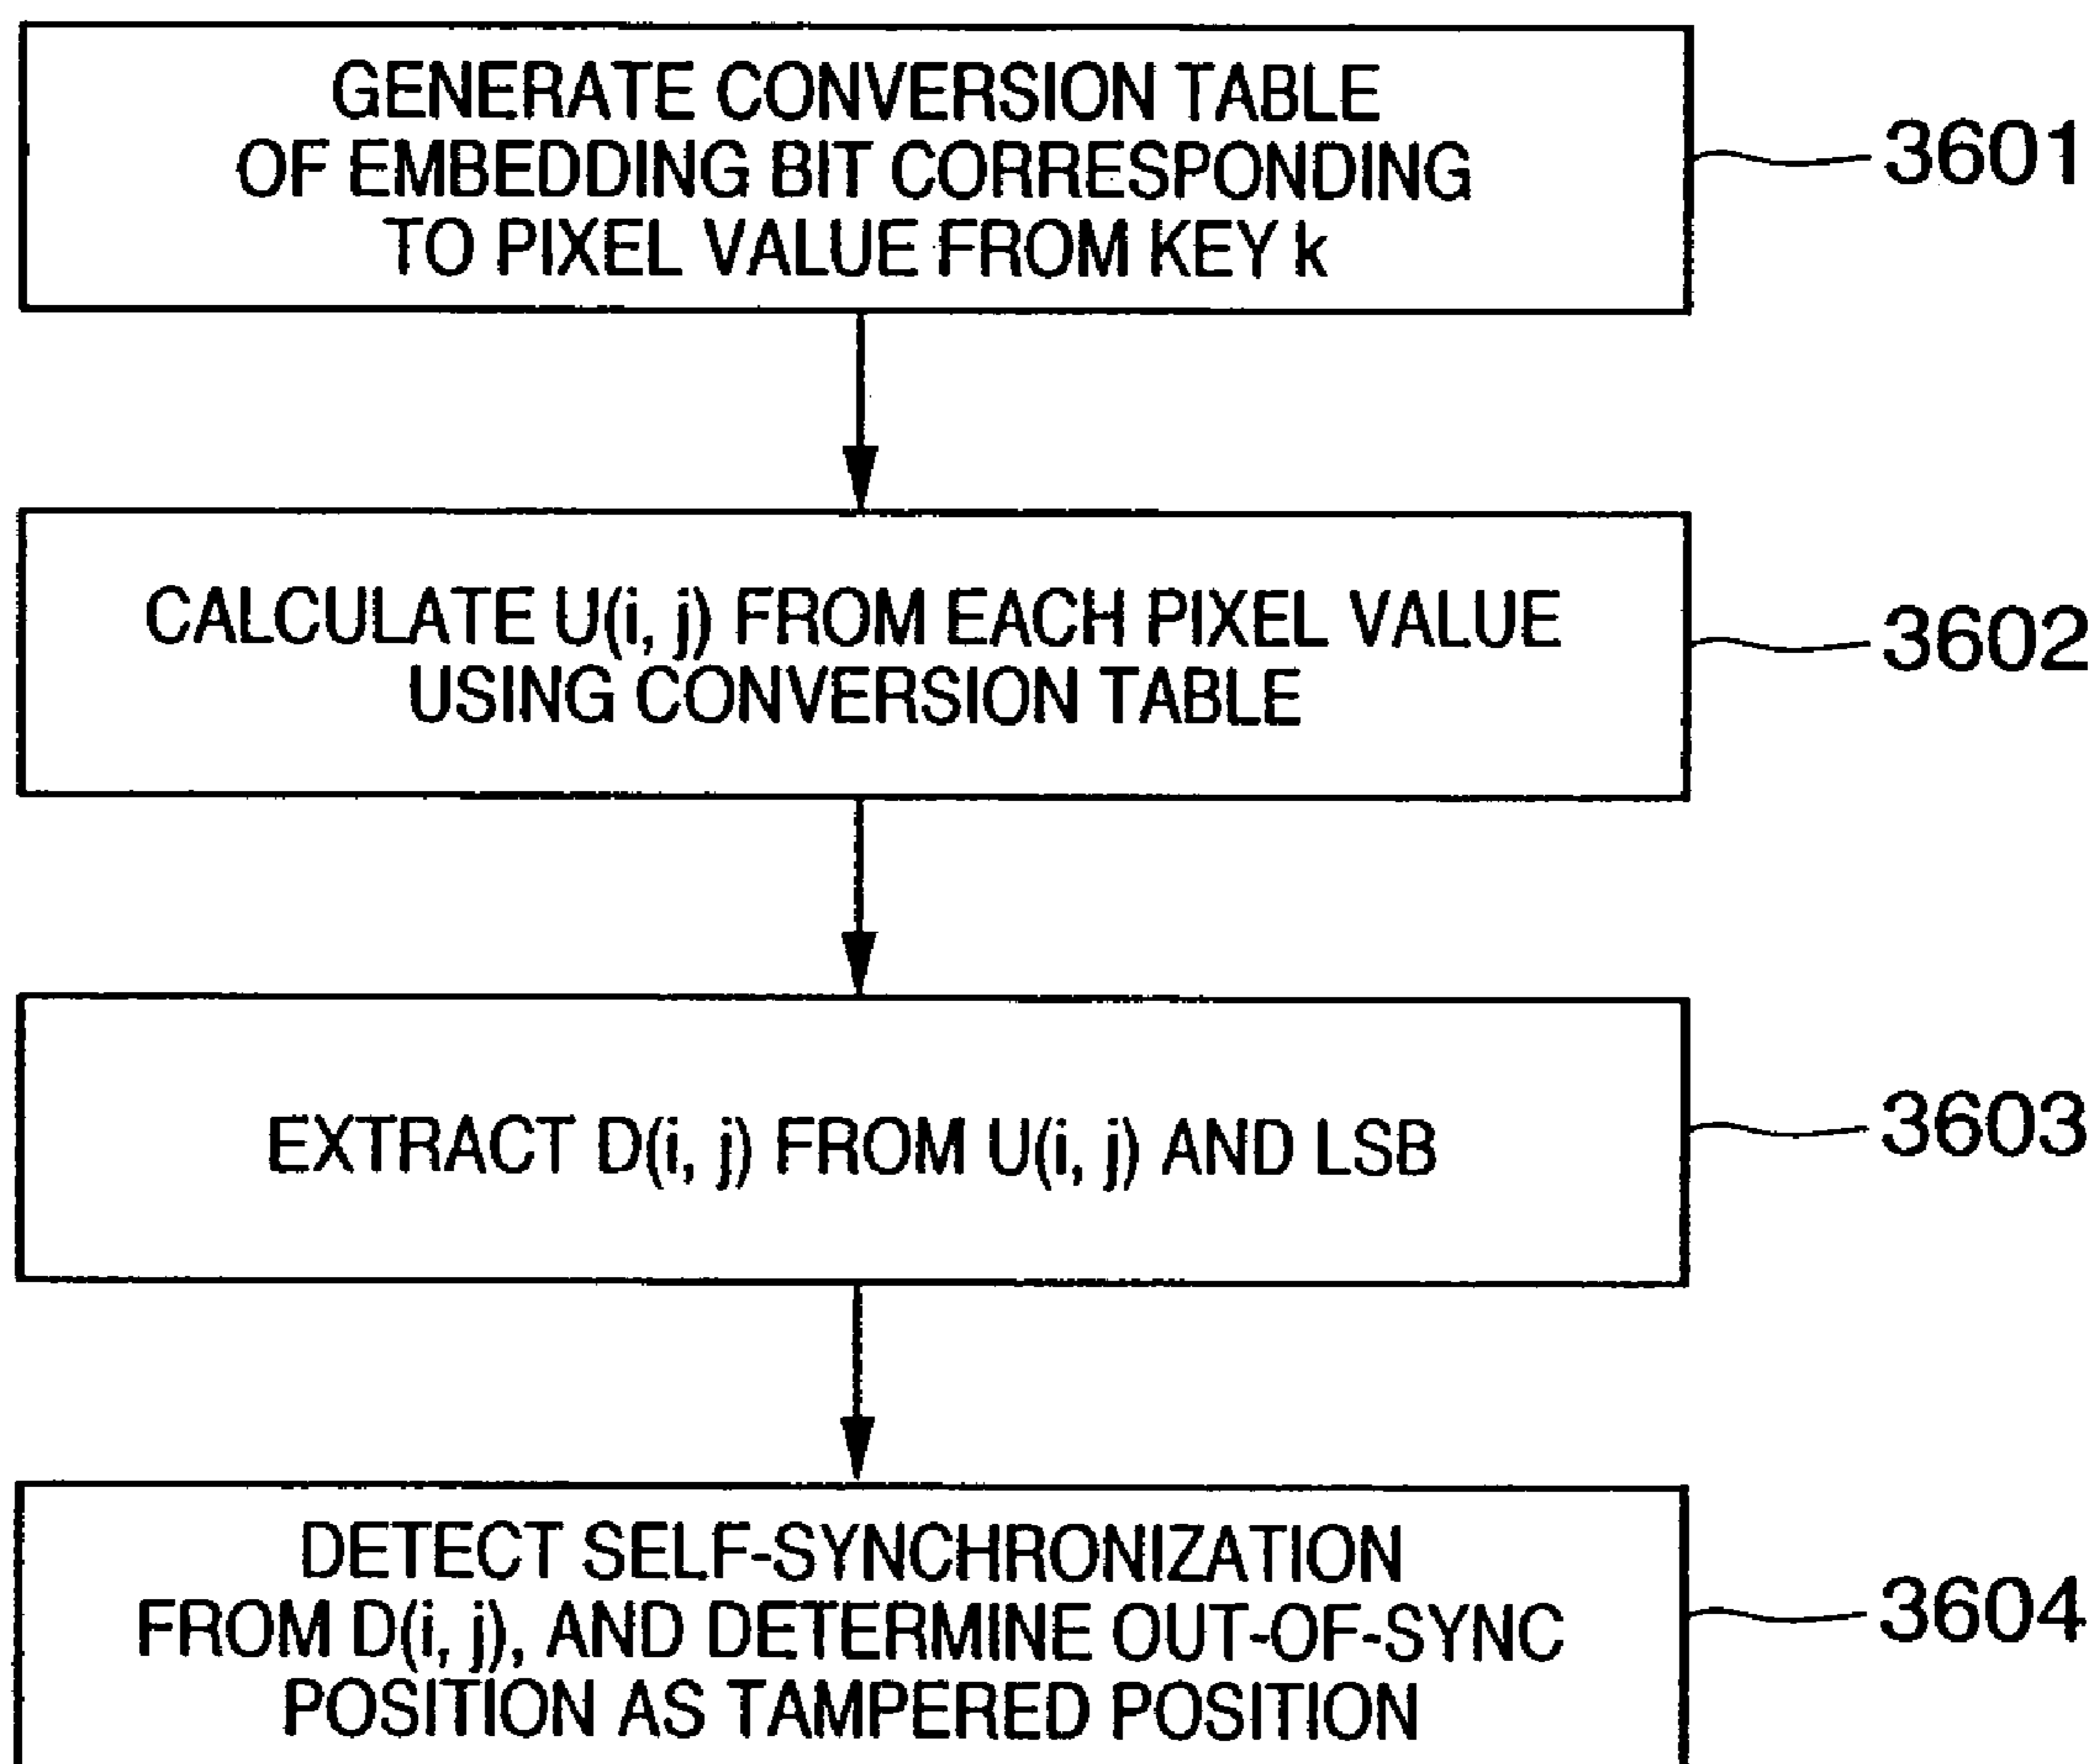 GENERATE CONVERSION TABLE
OF EMBEDDING BIT CORRESPONDING
TO PIXEL VALUE FROM KEY k
3601
CALCULATE U(i, j) FROM EACH PIXEL VALUE
USING CONVERSION TABLE
3602
EXTRACT D(i, j) FROM U(i, j) AND LSB
3603
DETECT SELF-SYNCHRONIZATION
FROM D(i, j), AND DETERMINE OUT-OF-SYNC
POSITION AS TAMPERED POSITION
3604